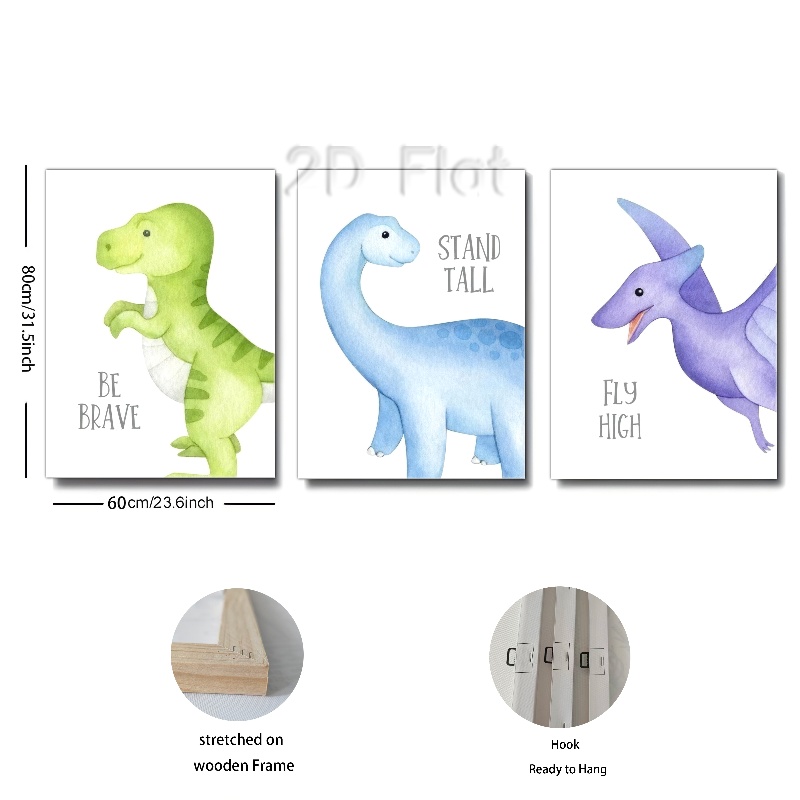 2D Flat
80cm/31.5inch
STAND
TALL
BE
BRAVE
FLY
HIGH
60cm/23.6inch
stretched on
wooden Frame
Hook
Ready to Hang